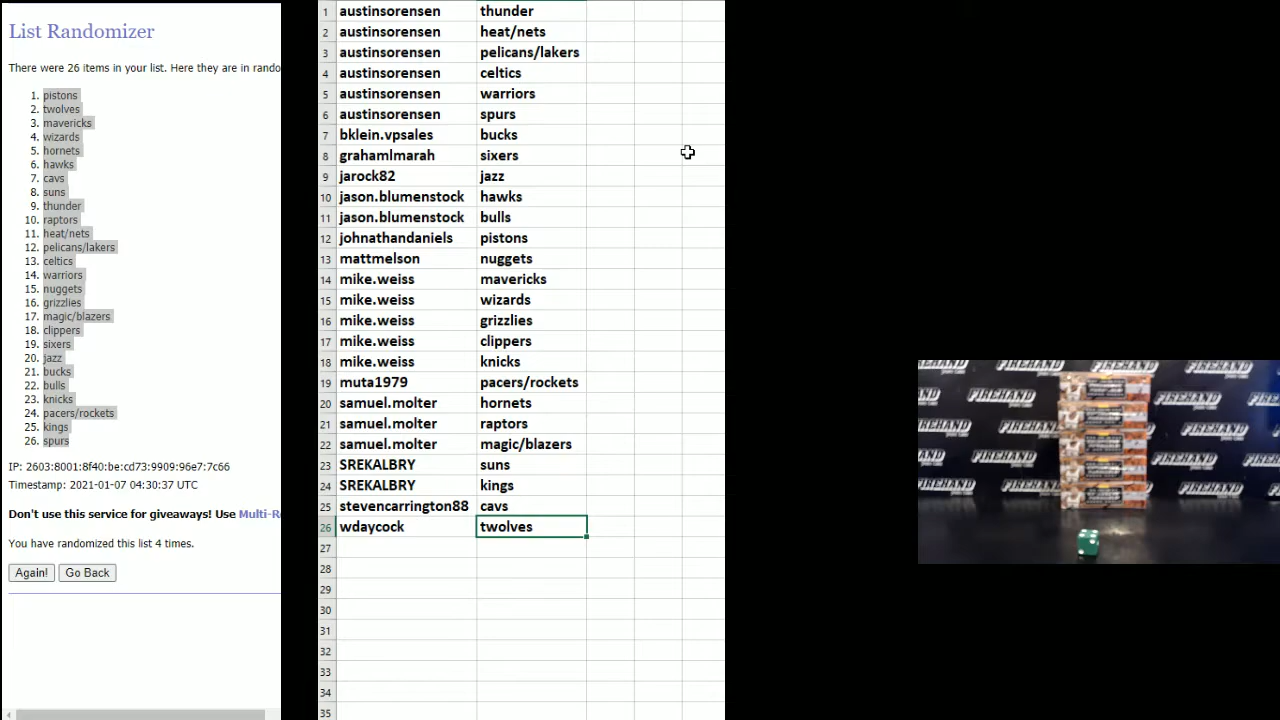 List Randomizer
There were 26 items in your list. Here they are in rando
1. pistons
2. twolves
3. mavericks
4. wizards
5. hornets
6. hawks
7. cavs
8. suns
9. thunder
10. raptors
11. heat/nets
12. pelicans/lakers
13. celtics
14. warriors
15. nuggets
16. grizzlies
17. magic/blazers
18. clippers
19. sixers
20. jazz
21. bucks
22. bulls
23. knicks
24. pacers/rockets
25. kings
26. spurs
IP: 2603:8001:8f40:be:cd73:9909:96e7:7c66
Timestamp: 2021-01-07 04:30:37 UTC
Don't use this service for giveaways! Use Multi-R
You have randomized this list 4 times.
Again! Go Back
1 austinsorensen thunder
2 austinsorensen heat/nets
3 austinsorensen pelicans/lakers
4 austinsorensen celtics
5 austinsorensen warriors
6 austinsorensen spurs
7 bklein.vpsales bucks
8 grahamlmarah sixers
9 jarock82 jazz
10 jason.blumenstock hawks
11 jason.blumenstock bulls
12 johnathandaniels pistons
13 mattmelson nuggets
14 mike.weiss mavericks
15 mike.weiss wizards
16 mike.weiss grizzlies
17 mike.weiss clippers
18 mike.weiss knicks
19 muta1979 pacers/rockets
20 samuel.molter hornets
21 samuel.molter raptors
22 samuel.molter magic/blazers
23 SREKALBRY suns
24 SREKALBRY kings
25 stevencarrington88 cavs
26 wdaycock twolves
27
28
29
30
31
32
33
34
35
FIREHAND
FIREHAND
FIREHAND
FIREHAND
FIREHAND
FIREHAND
FIREHAND